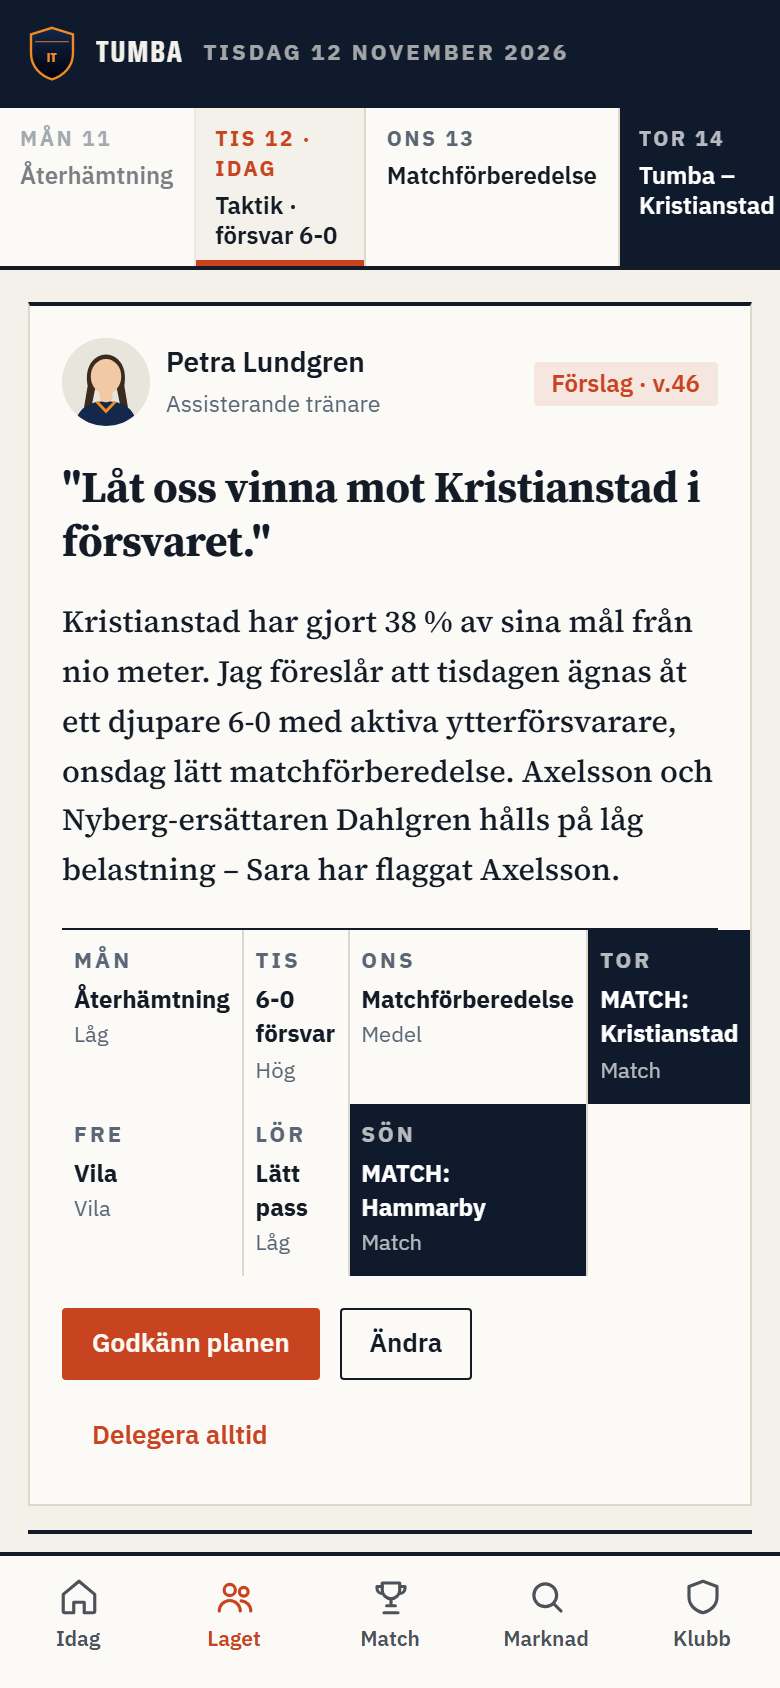 IT
TUMBA
TISDAG 12 NOVEMBER 2026
MÅN 11
Återhämtning
TIS 12 ·
IDAG
Taktik ·
försvar 6-0
ONS 13
Matchförberedelse
TOR 14
Tumba –
Kristianstad
Petra Lundgren
Assisterande tränare
Förslag · v.46
"Låt oss vinna mot Kristianstad i
försvaret."
Kristianstad har gjort 38 % av sina mål från
nio meter. Jag föreslår att tisdagen ägnas åt
ett djupare 6-0 med aktiva ytterförsvarare,
onsdag lätt matchförberedelse. Axelsson och
Nyberg-ersättaren Dahlgren hålls på låg
belastning – Sara har flaggat Axelsson.
MÅN
Återhämtning
Låg
TIS
6-0
försvar
Hög
ONS
Matchförberedelse
Medel
TOR
MATCH:
Kristianstad
Match
FRE
Vila
Vila
LÖR
Lätt
pass
Låg
SÖN
MATCH:
Hammarby
Match
Godkänn planen
Ändra
Delegera alltid
Idag
Laget
Match
Marknad
Klubb